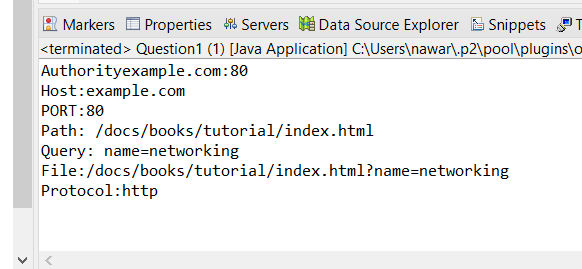 Markers Properties Servers Data Source Explorer Snippets
<terminated> Question1 (1) [Java Application] C:\Users\nawar\.p2\pool\plugins\o
Authorityexample.com:80
Host:example.com
PORT:80
Path: /docs/books/tutorial/index.html
Query: name=networking
File:/docs/books/tutorial/index.html?name=networking
Protocol:http